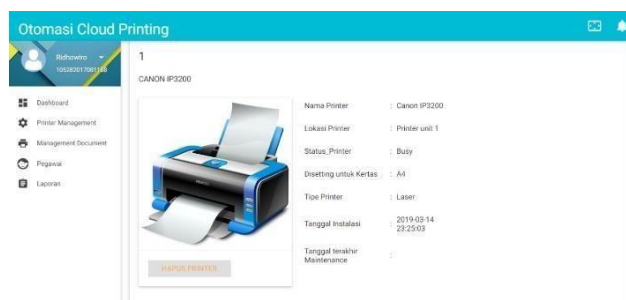 Otomasi Cloud Printing
Ridhowiro
1
CANON IP3200
Dashboard
Printer Management
Management Document
Pegawai
Laporan
Nama Printer : Canon IP3200
Lokasi Printer : Printer unit 1
Status_Printer : Busy
Disetting untuk Kertas : A4
Tipe Printer : Laser
Tanggal Instalasi : 2019-03-14
23:25:03
Tanggal terakhir
Maintenance :
HAPUS PRINTER